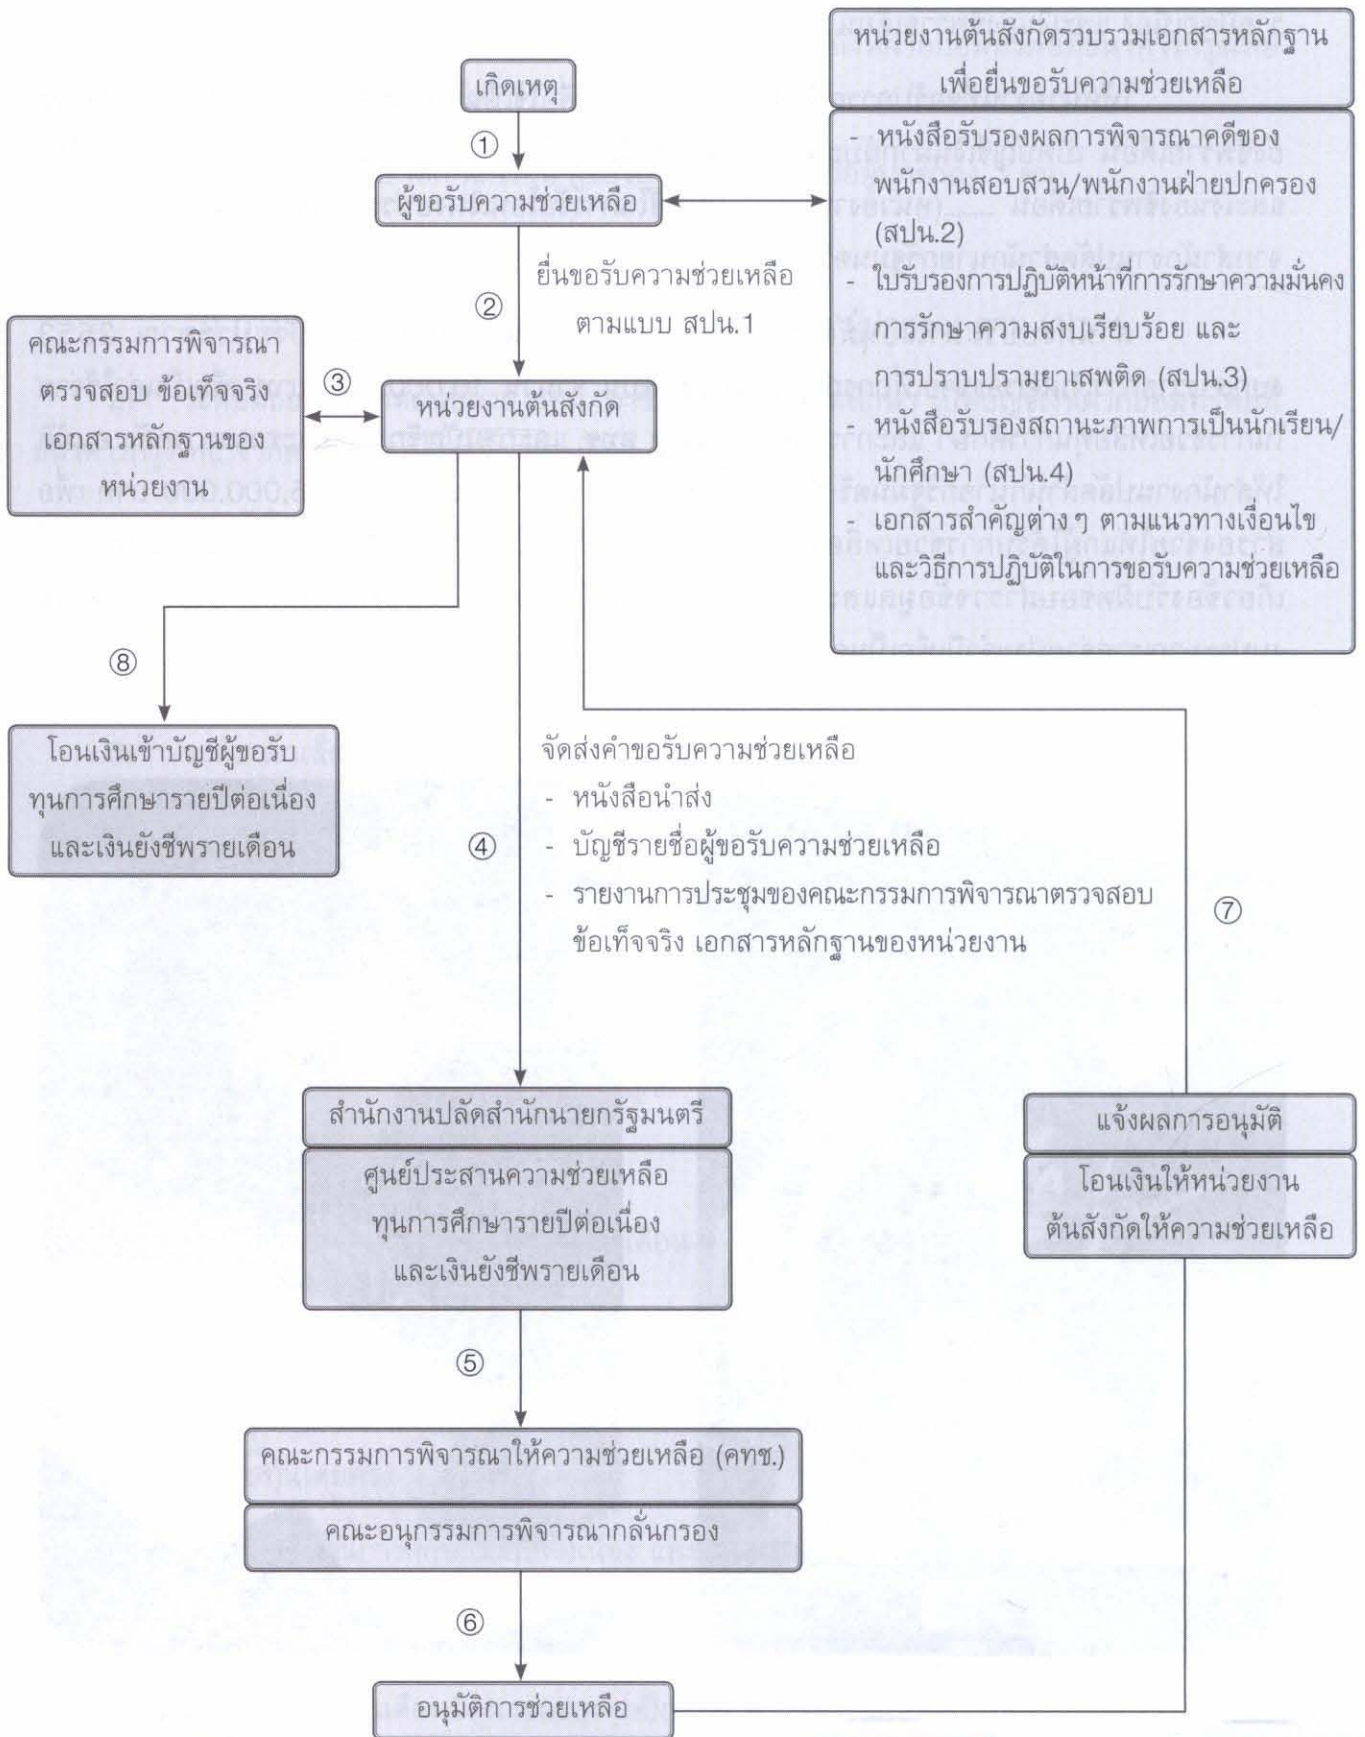 เกิดเหตุ
①
ผู้ขอรับความช่วยเหลือ
หน่วยงานต้นสังกัดรวบรวมเอกสารหลักฐาน
เพื่อยื่นขอรับความช่วยเหลือ
- หนังสือรับรองผลการพิจารณาคดีของ
พนักงานสอบสวน/พนักงานฝ่ายปกครอง
(สปน.2)
- ใบรับรองการปฏิบัติหน้าที่การรักษาความมั่นคง
การรักษาความสงบเรียบร้อย และ
การปราบปรามยาเสพติด (สปน.3)
- หนังสือรับรองสถานะภาพการเป็นนักเรียน/
นักศึกษา (สปน.4)
- เอกสารสำคัญต่างๆ ตามแนวทางเงื่อนไข
และวิธีการปฏิบัติในการขอรับความช่วยเหลือ
②
ยื่นขอรับความช่วยเหลือ
ตามแบบ สปน.1
คณะกรรมการพิจารณา
ตรวจสอบ ข้อเท็จจริง
เอกสารหลักฐานของ
หน่วยงาน
③
หน่วยงานต้นสังกัด
⑧
โอนเงินเข้าบัญชีผู้ขอรับ
ทุนการศึกษารายปีต่อเนื่อง
และเงินยังชีพรายเดือน
④
จัดส่งคำขอรับความช่วยเหลือ
- หนังสือนำส่ง
- บัญชีรายชื่อผู้ขอรับความช่วยเหลือ
- รายงานการประชุมของคณะกรรมการพิจารณาตรวจสอบ
ข้อเท็จจริง เอกสารหลักฐานของหน่วยงาน
⑦
สำนักงานปลัดสำนักนายกรัฐมนตรี
ศูนย์ประสานความช่วยเหลือ
ทุนการศึกษารายปีต่อเนื่อง
และเงินยังชีพรายเดือน
แจ้งผลการอนุมัติ
โอนเงินให้หน่วยงาน
ต้นสังกัดให้ความช่วยเหลือ
⑤
คณะกรรมการพิจารณาให้ความช่วยเหลือ (คทช.)
คณะอนุกรรมการพิจารณากลั่นกรอง
⑥
อนุมัติการช่วยเหลือ